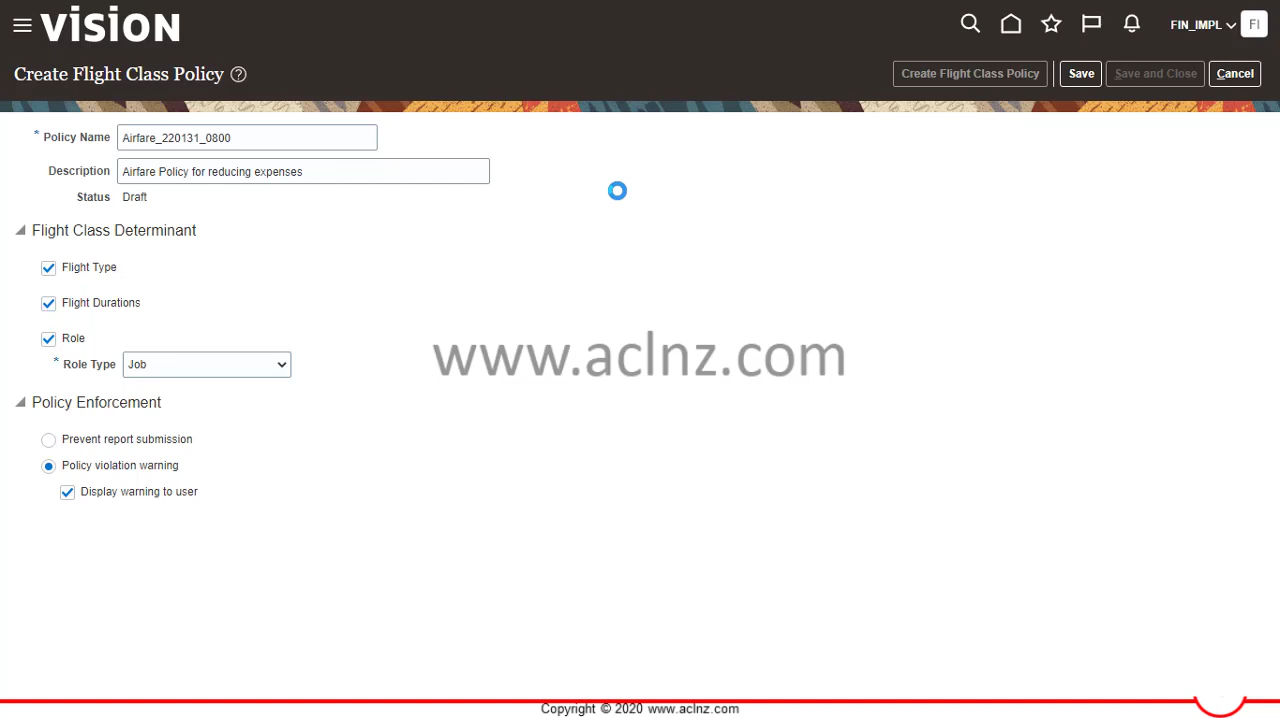 VISION
FIN_IMPL
FI
Create Flight Class Policy
Create Flight Class Policy
Save
Save and Close
Cancel
* Policy Name Airfare_220131_0800
Description Airfare Policy for reducing expenses
Status Draft
Flight Class Determinant
Flight Type
Flight Durations
Role
* Role Type Job
www.aclnz.com
Policy Enforcement
Prevent report submission
Policy violation warning
Display warning to user
Copyright © 2020 www.aclnz.com